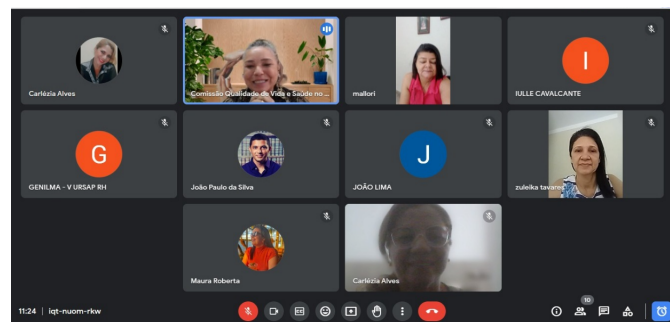 Carlézia Alves
Comissão Qualidade de Vida e Saúde no ...
mallori
I
IULLE CAVALCANTE
G
GENILMA - V URSAP RH
João Paulo da Silva
J
JOÃO LIMA
zuleika tavares
Maura Roberta
Carlézia Alves
11:24 | iqt-nuom-rkw
10